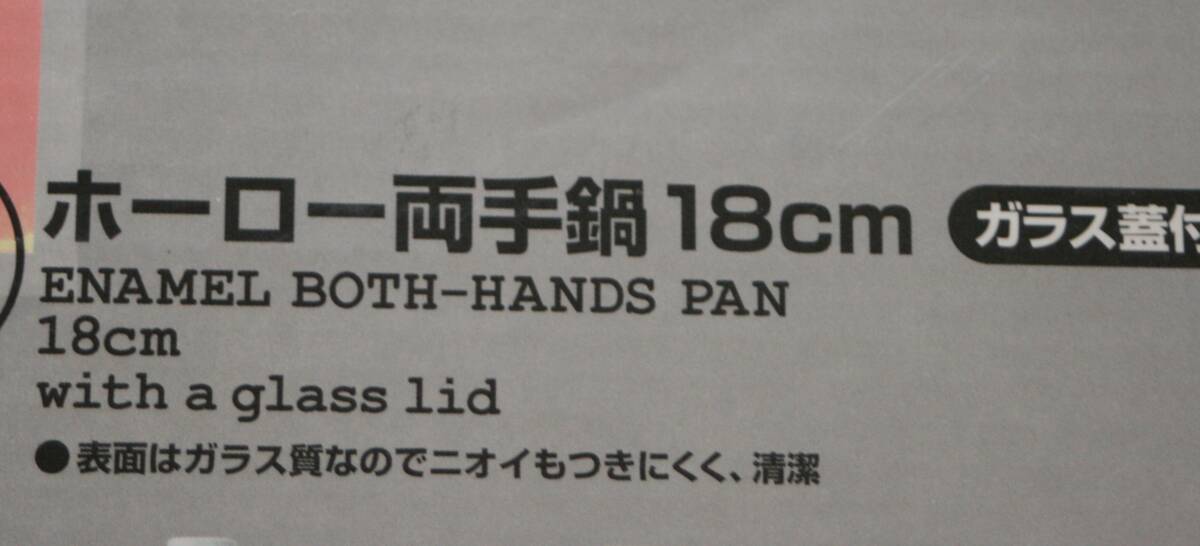 ホーロー両手鍋18cm ガラス蓋付
ENAMEL BOTH-HANDS PAN
18cm
with a glass lid
●表面はガラス質なのでニオイもつきにくく、清潔